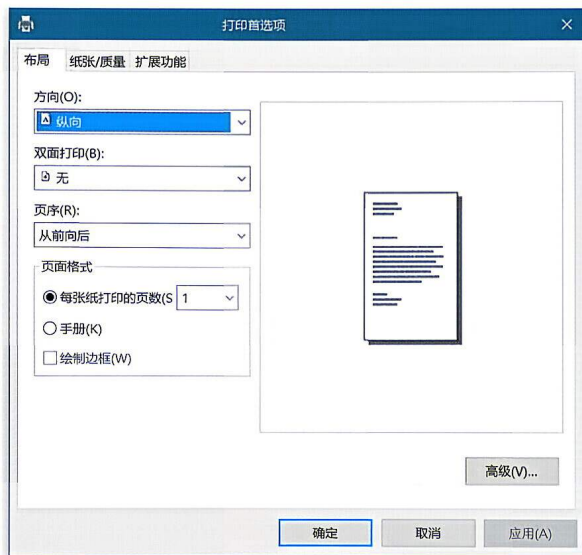 打印首选项
布局 纸张/质量 扩展功能
方向(O):
纵向
双面打印(B):
无
页序(R):
从前向后
页面格式
每张纸打印的页数(S 1
手册(K)
绘制边框(W)
高级(V)...
确定 取消 应用(A)